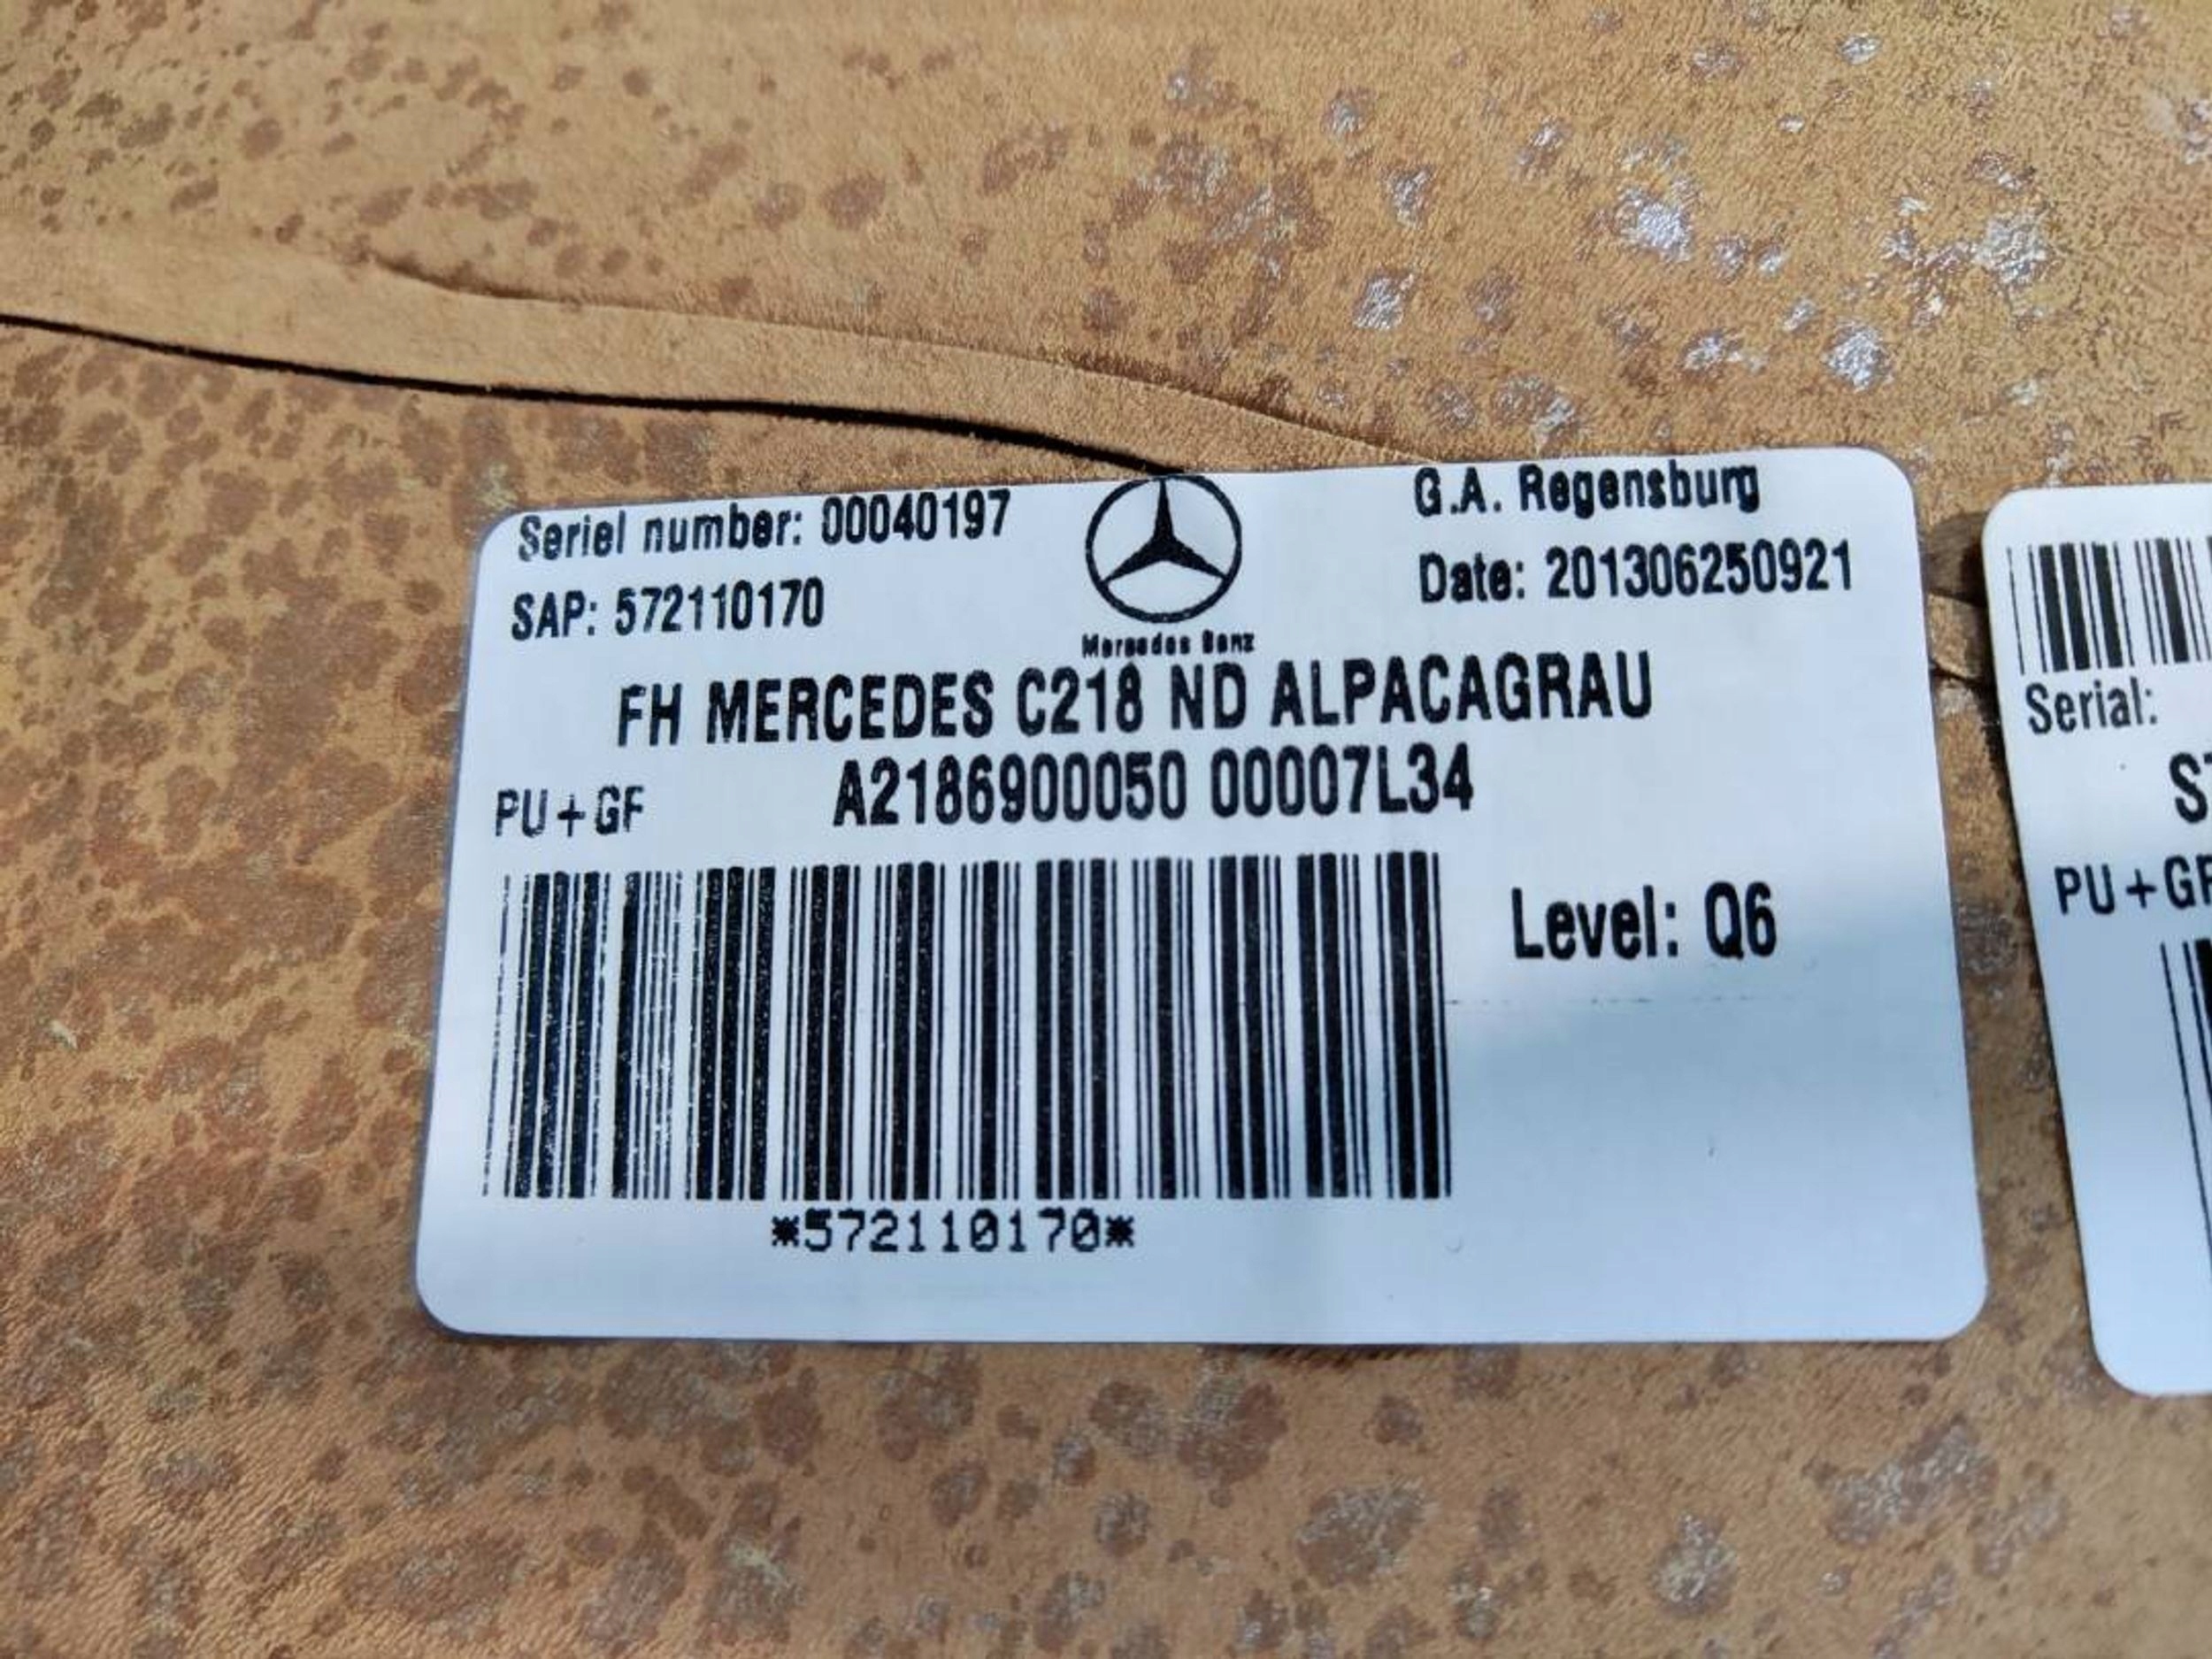 Seriel number: 00040197
G.A. Regensburg
SAP: 572110170
Date: 201306250921
Mercedes Benz
FH MERCEDES C218 ND ALPACAGRAU
A2186900050 00007L34
PU+GF
Level: Q6
*572110170*
Serial:
PU+GF